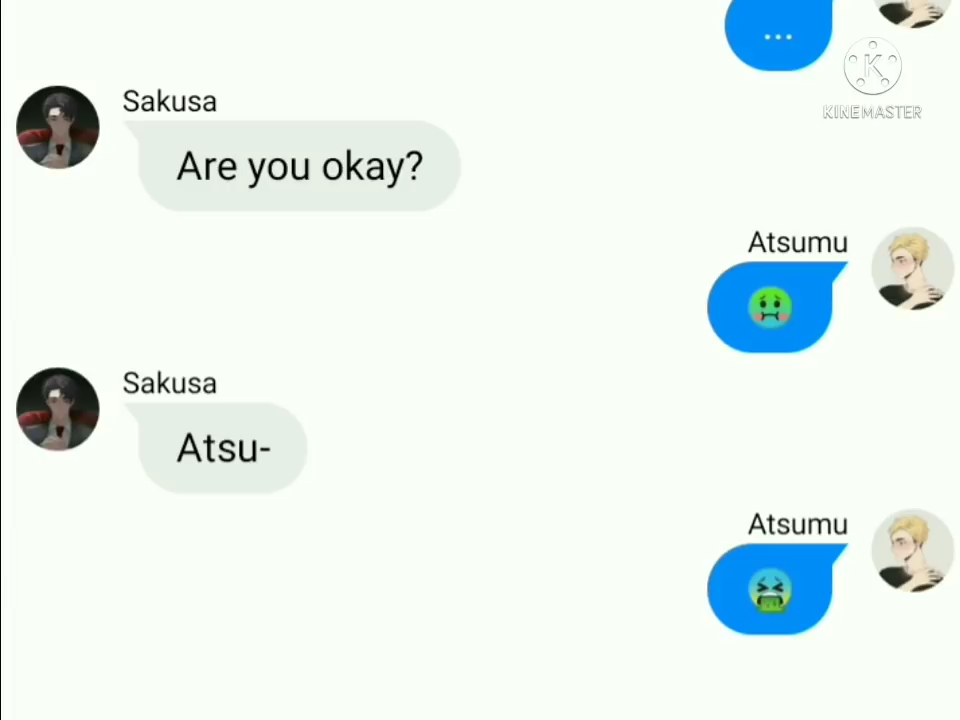 ...
KINEMASTER
Sakusa
Are you okay?
Atsumu
🤢
Sakusa
Atsu-
Atsumu
🤮